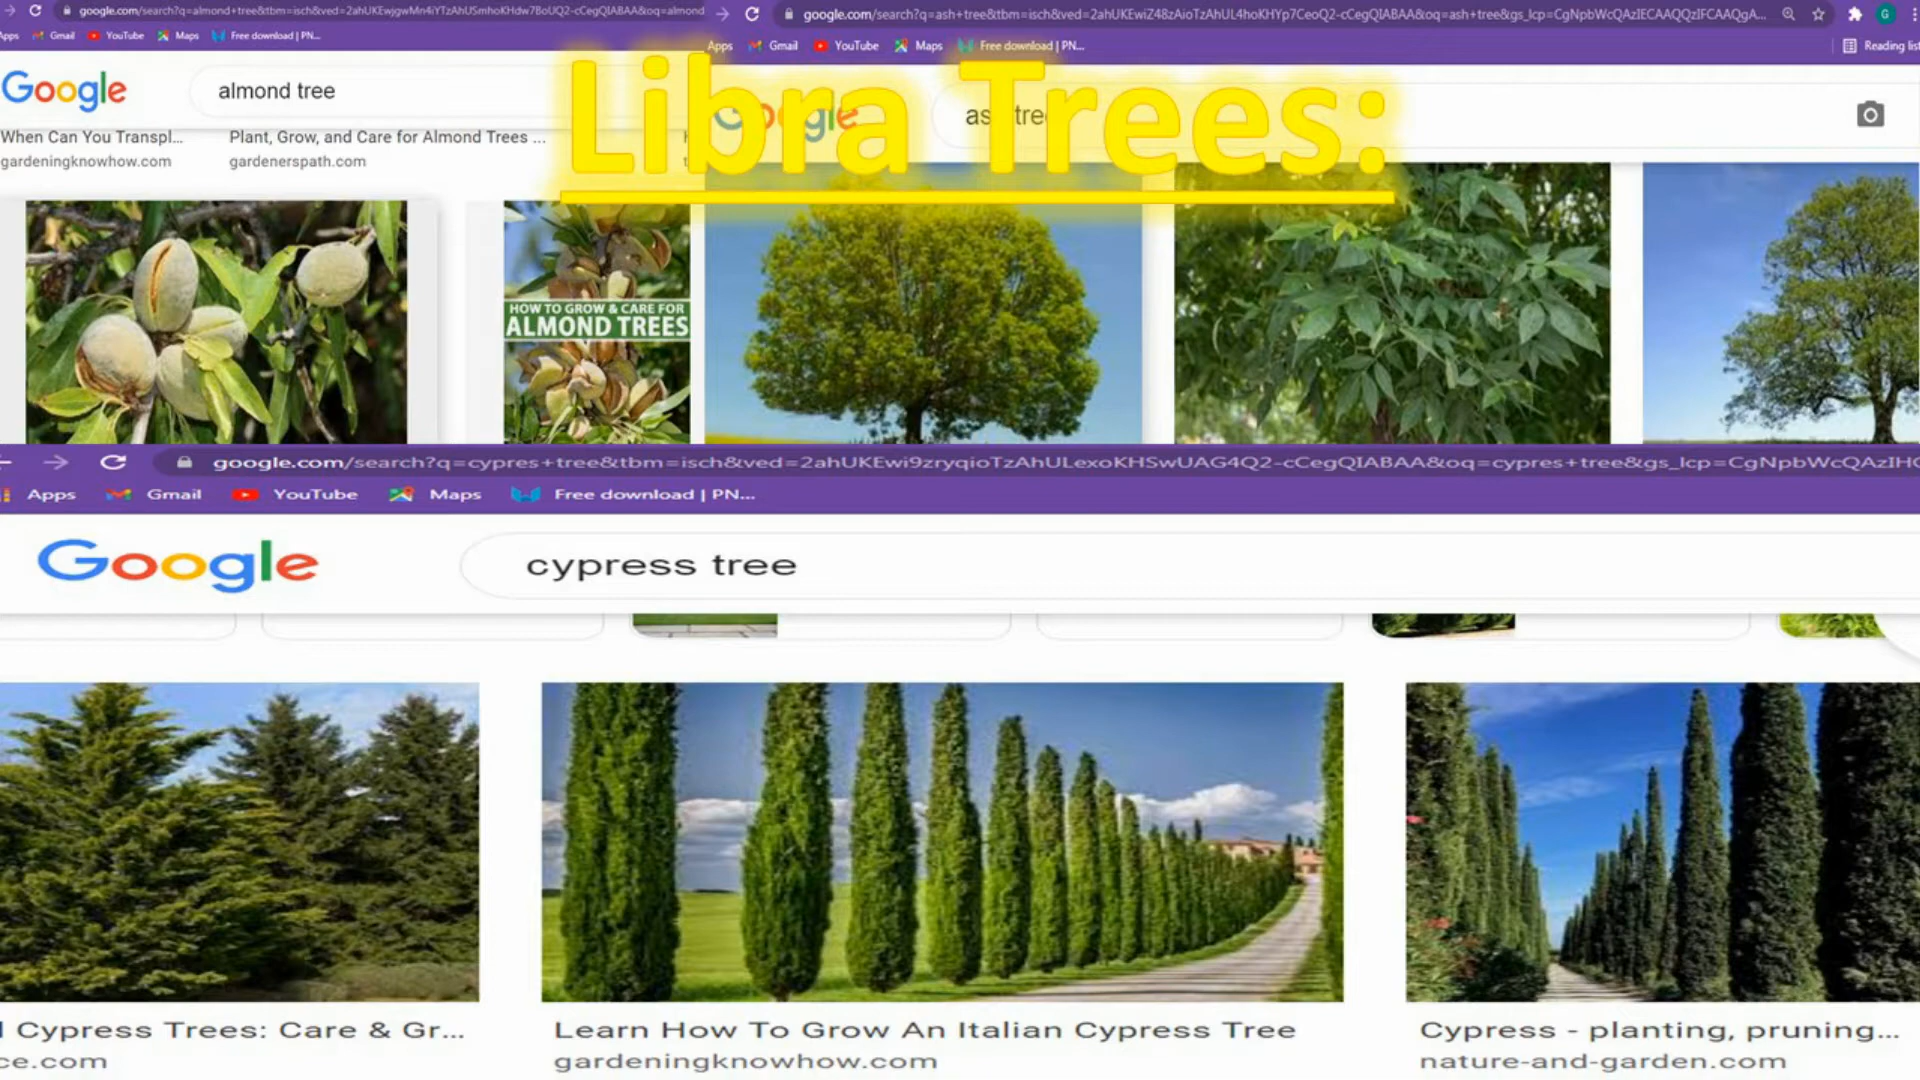 google.com/search?q=almond+tree&tbm=isch&ved=2ahUKEwjgwMn4iYTzAhUSmhoKHdw7BoUQ2-cCegQIABAA&oq=almond
Apps Gmail YouTube Maps Free download | PN...
Google almond tree
When Can You Transpl... Plant, Grow, and Care for Almond Trees ...
gardeningknowhow.com gardenerspath.com
HOW TO GROW & CARE FOR
ALMOND TREES
google.com/search?q=ash+tree&tbm=isch&ved=2ahUKEwiZ48zAioTzAhUL4hoKHYp7CeoQ2-cCegQIABAA&oq=ash+tree&gs_lcp=CgNpbWcQAzIECAAQQzIFCAAQgA... G
Apps Gmail YouTube Maps Free download | PN... Reading list
Libra Trees:
Google ash tree
google.com/search?q=cypres+tree&tbm=isch&ved=2ahUKEwi9zryqioTzAhULexoKHSwUAG4Q2-cCegQIABAA&oq=cypres+tree&gs_lcp=CgNpbWcQAzIHC
Apps Gmail YouTube Maps Free download | PN...
Google cypress tree
l Cypress Trees: Care & Gr... Learn How To Grow An Italian Cypress Tree Cypress - planting, pruning...
ce.com gardeningknowhow.com nature-and-garden.com